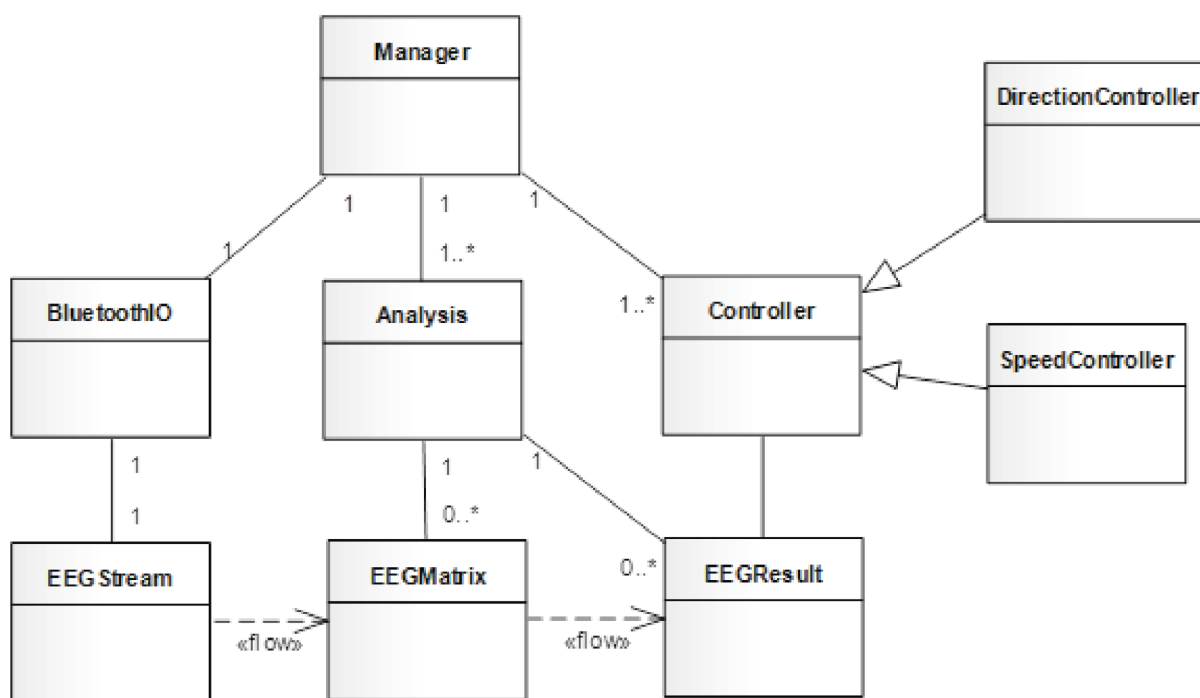 Manager
DirectionController
1
1
1
1
1..*
1..*
BluetoothIO
Analysis
Controller
SpeedController
1
1
1
1
0..*
0..*
EEGStream
EEGMatrix
EEGResult
«flow»
«flow»